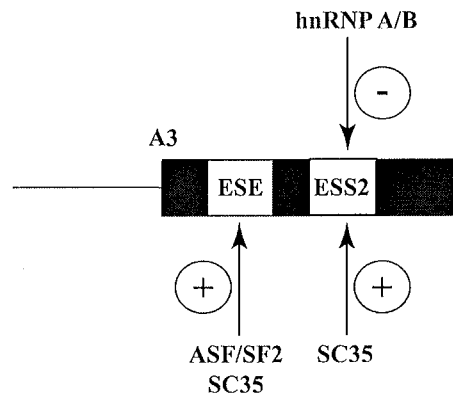 hnRNP A/B
-
A3
ESE ESS2
+ +
ASF/SF2 SC35
SC35